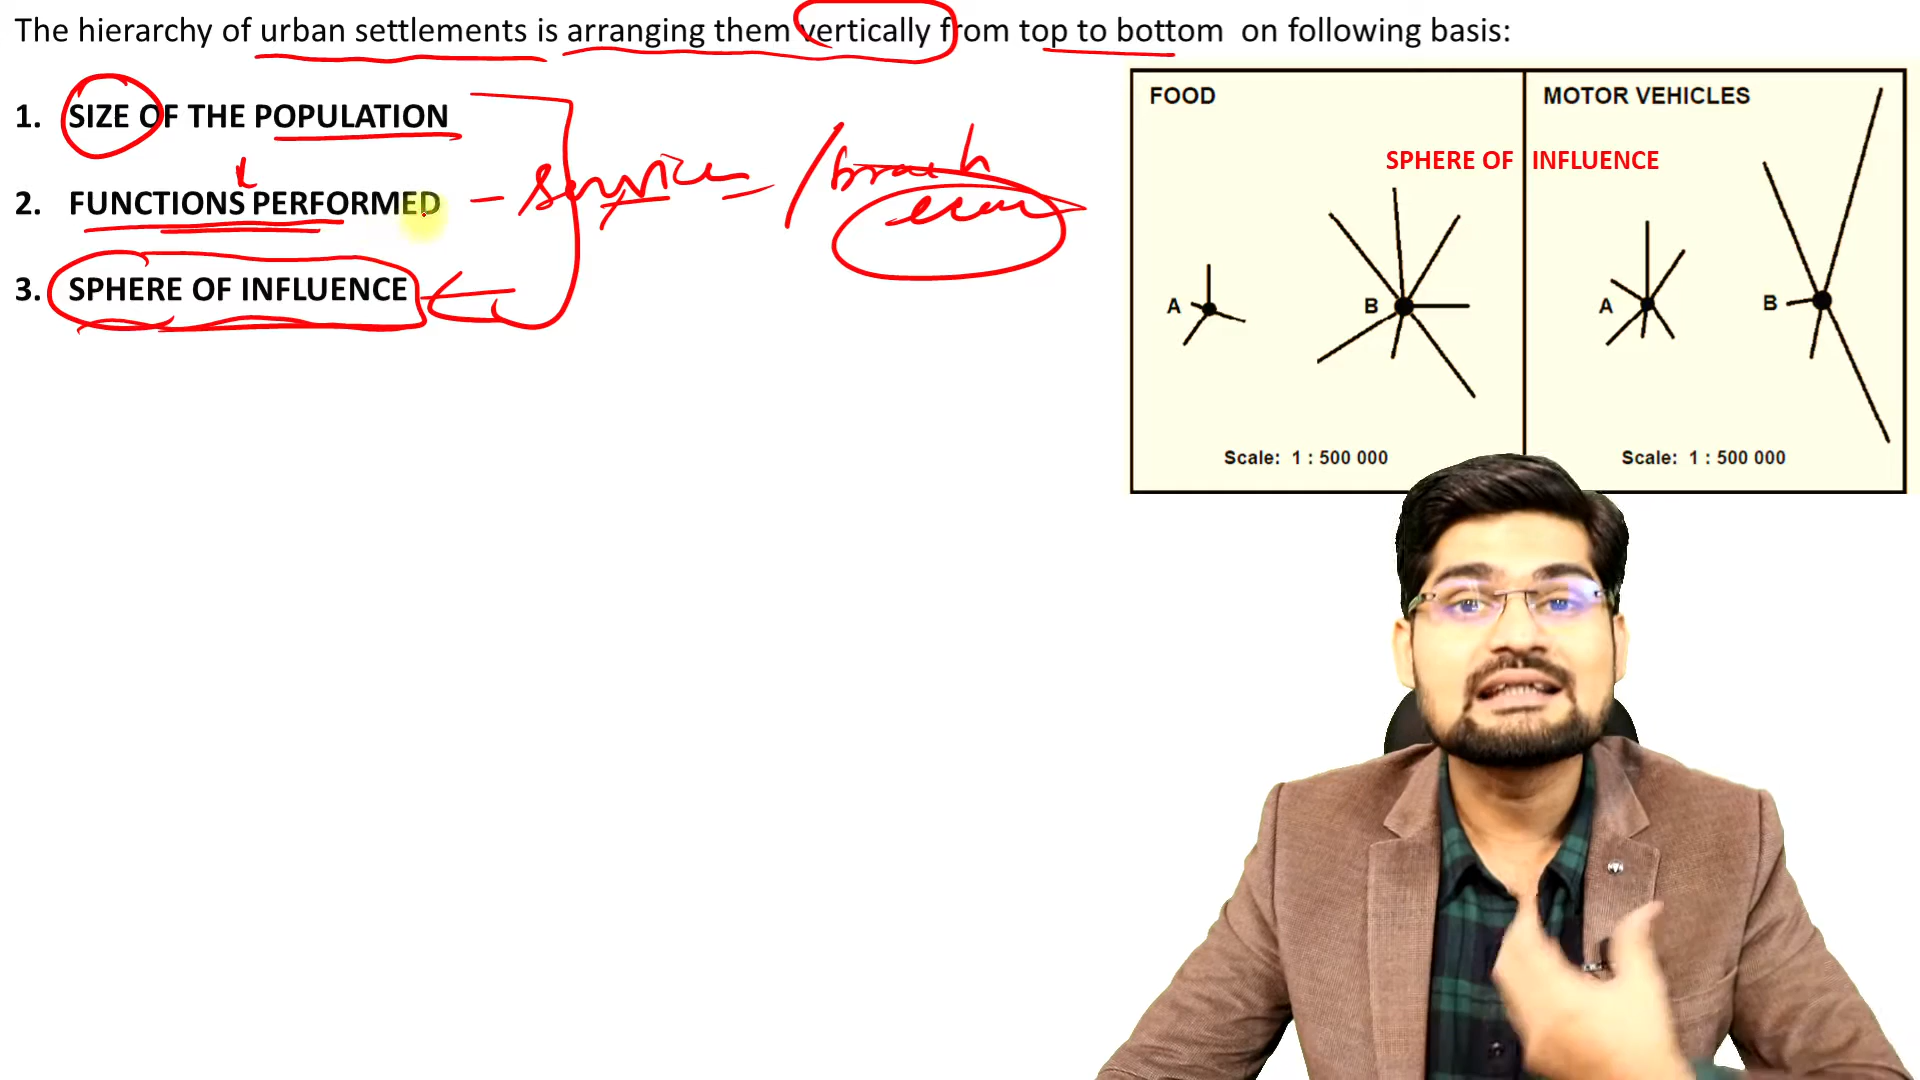 The hierarchy of urban settlements is arranging them vertically from top to bottom on following basis:
1. SIZE OF THE POPULATION
2. FUNCTIONS PERFORMED - services /
3. SPHERE OF INFLUENCE
FOOD
MOTOR VEHICLES
SPHERE OF INFLUENCE
A
B
A
B
Scale: 1 : 500 000
Scale: 1 : 500 000